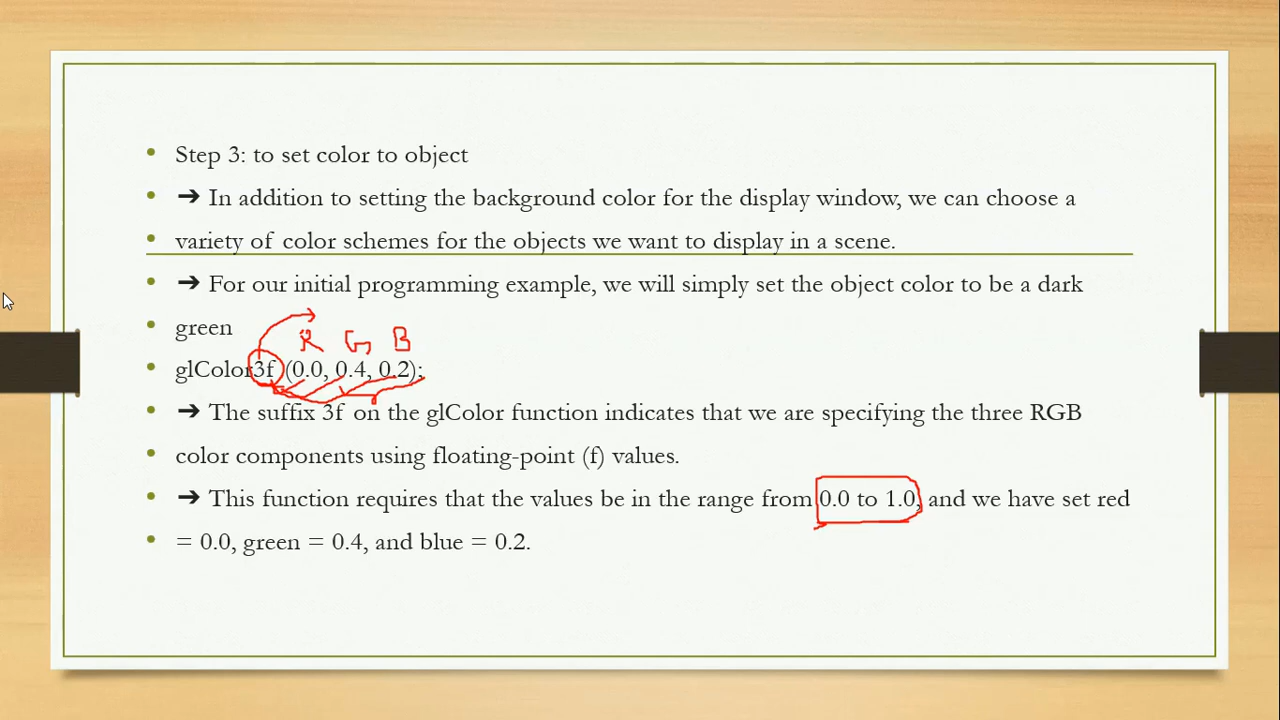 • Step 3: to set color to object
• ➔ In addition to setting the background color for the display window, we can choose a
• variety of color schemes for the objects we want to display in a scene.
• ➔ For our initial programming example, we will simply set the object color to be a dark
• green
R G B
• glColor3f (0.0, 0.4, 0.2);
• ➔ The suffix 3f on the glColor function indicates that we are specifying the three RGB
• color components using floating-point (f) values.
• ➔ This function requires that the values be in the range from 0.0 to 1.0, and we have set red
• = 0.0, green = 0.4, and blue = 0.2.